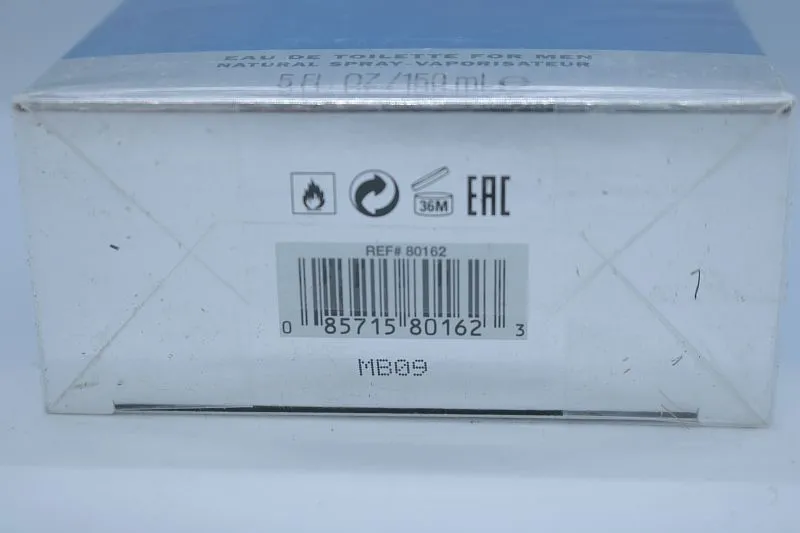 EAU DE TOILETTE FOR MEN
NATURAL SPRAY VAPORISATEUR
5 FL. OZ/150 ml ℮
36M EAC
REF# 80162
0 85715 80162 3
MB09